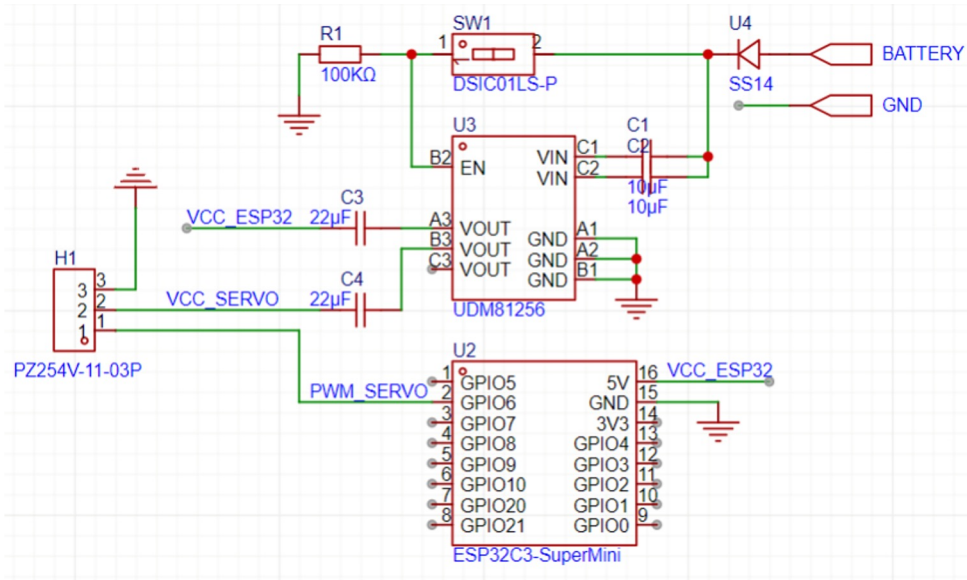 R1
100KΩ
SW1
1
2
DSIC01LS-P
U4
SS14
BATTERY
GND
U3
B2
EN
VIN
C1
VIN
C2
C1
C2
10µF
10µF
A3
VOUT
B3
VOUT
C3
VOUT
GND
A1
GND
A2
GND
B1
UDM81256
VCC_ESP32
C3
22µF
C4
22µF
VCC_SERVO
H1
3
3
2
2
1
1
PZ254V-11-03P
PWM_SERVO
U2
1
GPIO5
5V
16
VCC_ESP32
2
GPIO6
GND
15
3
GPIO7
3V3
14
4
GPIO8
GPIO4
13
5
GPIO9
GPIO3
12
6
GPIO10
GPIO2
11
7
GPIO20
GPIO1
10
8
GPIO21
GPIO0
9
ESP32C3-SuperMini